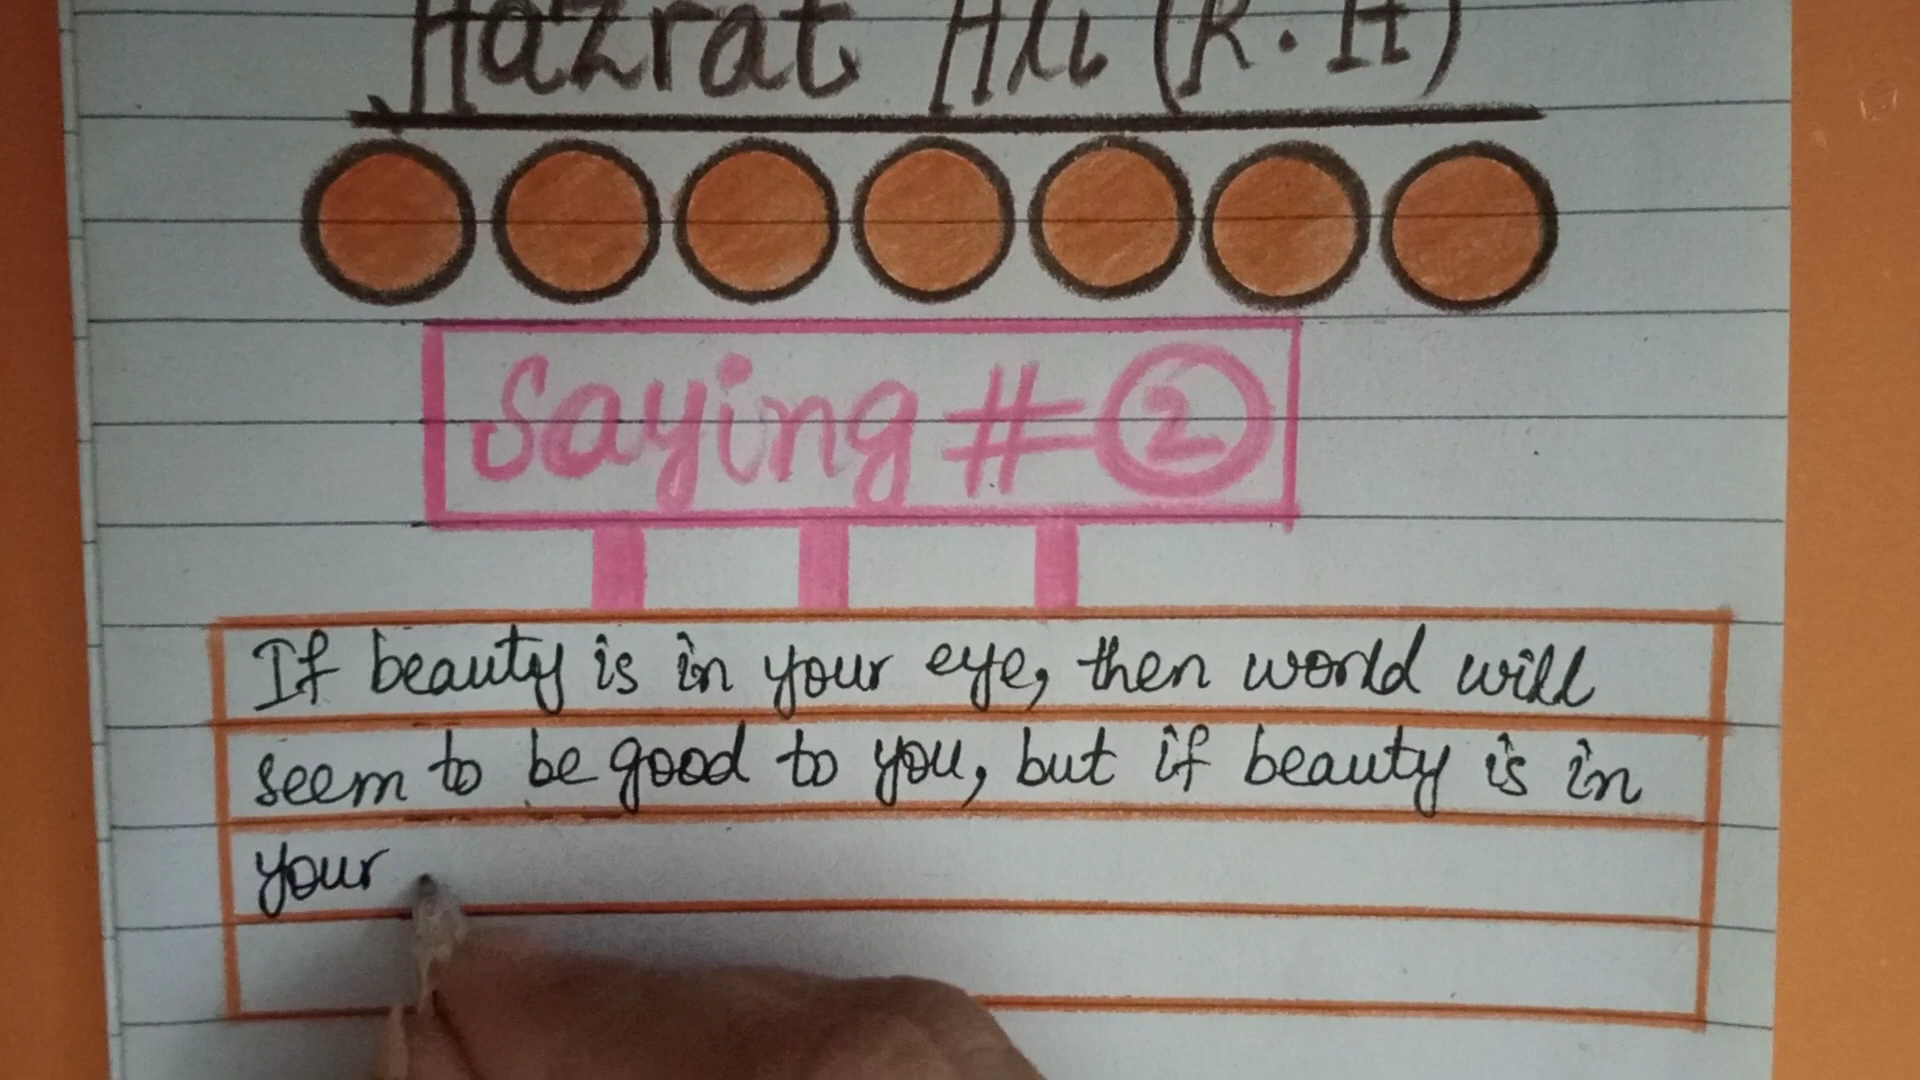 Hazrat Ali (R.A)
Saying # 2
If beauty is in your eye, then world will
seem to be good to you, but if beauty is in
your